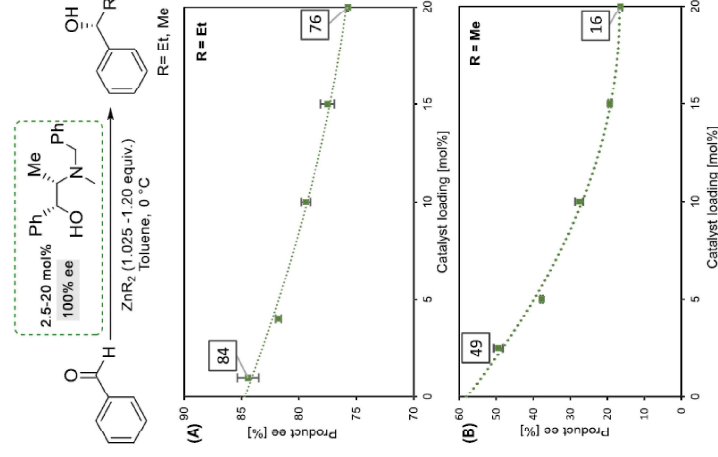 O
H
2.5-20 mol%
100% ee
Ph
Me
HO
N
Ph
ZnR2 (1.025 -1.20 equiv.)
Toluene, 0 °C
OH
R
R= Et, Me
(A)
R = Et
90
85
80
75
70
Product ee [%]
84
76
0
5
10
15
20
Catalyst loading [mol%]
(B)
R = Me
60
50
40
30
20
10
0
Product ee [%]
49
16
0
5
10
15
20
Catalyst loading [mol%]